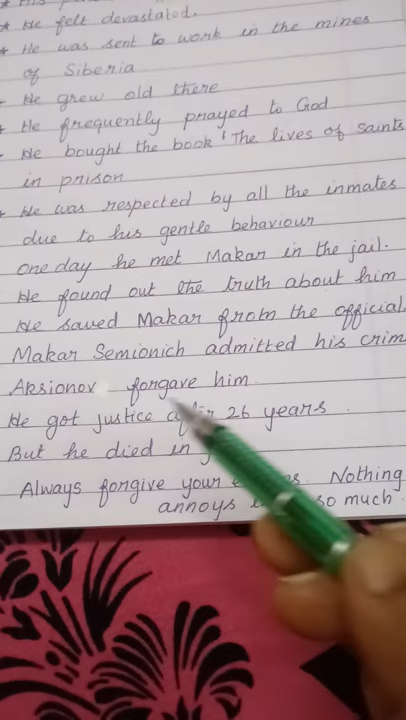 * He felt devastated.
* He was sent to work in the mines
of Siberia
- He grew old there
+ He frequently prayed to God
- He bought the book 'The lives of Saints
in prison
+ He was respected by all the inmates
due to his gentle behaviour
One day he met Makar in the jail.
He found out the truth about him
He saved Makar from the official
Makar Semionich admitted his crim
Aksionov forgave him
He got justice after 26 years
But he died in
Always forgive your Nothing
annoys so much